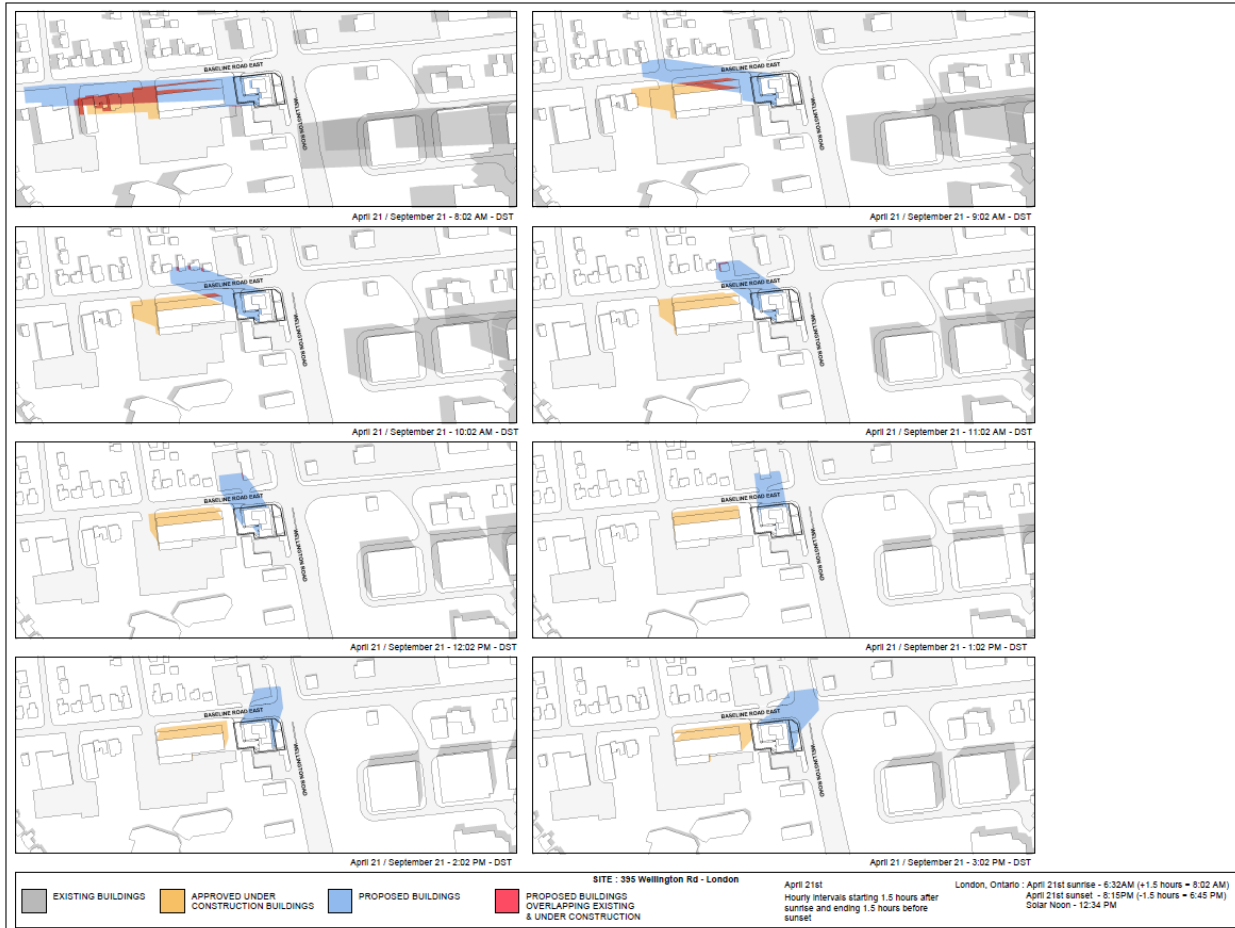 BASELINE ROAD EAST
WELLINGTON ROAD
April 21 / September 21 - 8:02 AM - DST
BASELINE ROAD EAST
WELLINGTON ROAD
April 21 / September 21 - 9:02 AM - DST
BASELINE ROAD EAST
WELLINGTON ROAD
April 21 / September 21 - 10:02 AM - DST
BASELINE ROAD EAST
WELLINGTON ROAD
April 21 / September 21 - 11:02 AM - DST
BASELINE ROAD EAST
WELLINGTON ROAD
April 21 / September 21 - 12:02 PM - DST
BASELINE ROAD EAST
WELLINGTON ROAD
April 21 / September 21 - 1:02 PM - DST
BASELINE ROAD EAST
WELLINGTON ROAD
April 21 / September 21 - 2:02 PM - DST
BASELINE ROAD EAST
WELLINGTON ROAD
April 21 / September 21 - 3:02 PM - DST
SITE : 395 Wellington Rd - London
EXISTING BUILDINGS
APPROVED UNDER
CONSTRUCTION BUILDINGS
PROPOSED BUILDINGS
PROPOSED BUILDINGS
OVERLAPPING EXISTING
& UNDER CONSTRUCTION
April 21st
Hourly intervals starting 1.5 hours after
sunrise and ending 1.5 hours before
sunset
London, Ontario : April 21st sunrise - 6:32AM (+1.5 hours = 8:02 AM)
April 21st sunset - 8:15PM (-1.5 hours = 6:45 PM)
Solar Noon - 12:34 PM